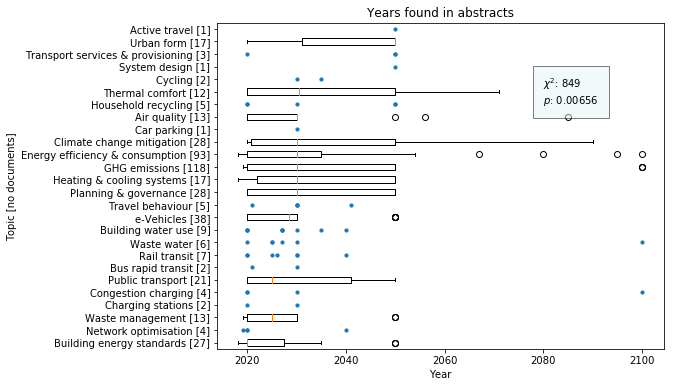 Years found in abstracts
Active travel [1]
Urban form [17]
Transport services & provisioning [3]
System design [1]
Cycling [2]
Thermal comfort [12]
Household recycling [5]
Air quality [13]
Car parking [1]
Climate change mitigation [28]
Energy efficiency & consumption [93]
GHG emissions [118]
Heating & cooling systems [17]
Planning & governance [28]
Travel behaviour [5]
e-Vehicles [38]
Building water use [9]
Waste water [6]
Rail transit [7]
Bus rapid transit [2]
Public transport [21]
Congestion charging [4]
Charging stations [2]
Waste management [13]
Network optimisation [4]
Building energy standards [27]
Topic [no documents]
χ²: 849
p: 0.00656
2020 2040 2060 2080 2100
Year